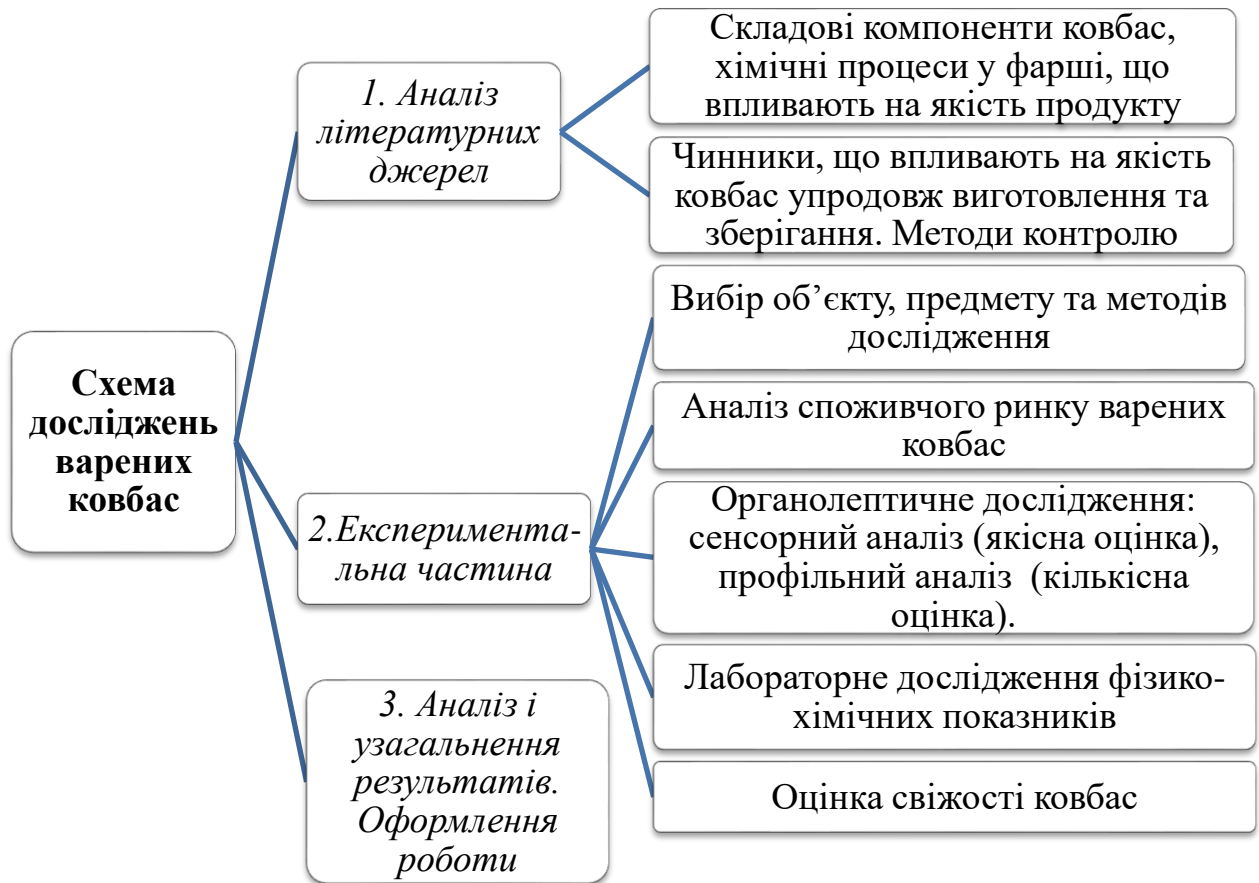 Схема
досліджень
варених
ковбас
1. Аналіз
літературних
джерел
Складові компоненти ковбас,
хімічні процеси у фарші, що
впливають на якість продукту
Чинники, що впливають на якість
ковбас упродовж виготовлення та
зберігання. Методи контролю
2.Експеримента-
льна частина
Вибір об’єкту, предмету та методів
дослідження
Аналіз споживчого ринку варених
ковбас
Органолептичне дослідження:
сенсорний аналіз (якісна оцінка),
профільний аналіз (кількісна
оцінка).
Лабораторне дослідження фізико-
хімічних показників
Оцінка свіжості ковбас
3. Аналіз і
узагальнення
результатів.
Оформлення
роботи